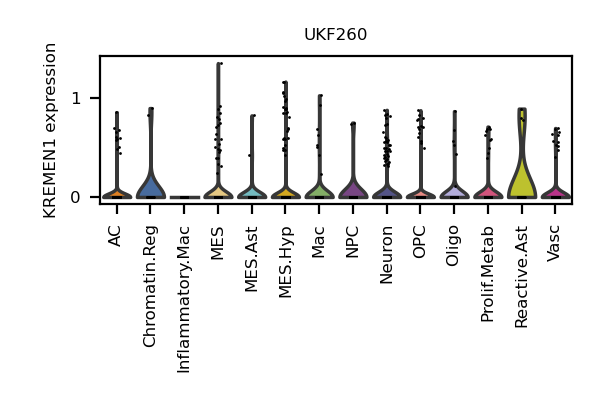 UKF260
KREMEN1 expression
1
0
AC
Chromatin.Reg
Inflammatory.Mac
MES
MES.Ast
MES.Hyp
Mac
NPC
Neuron
OPC
Oligo
Prolif.Metab
Reactive.Ast
Vasc